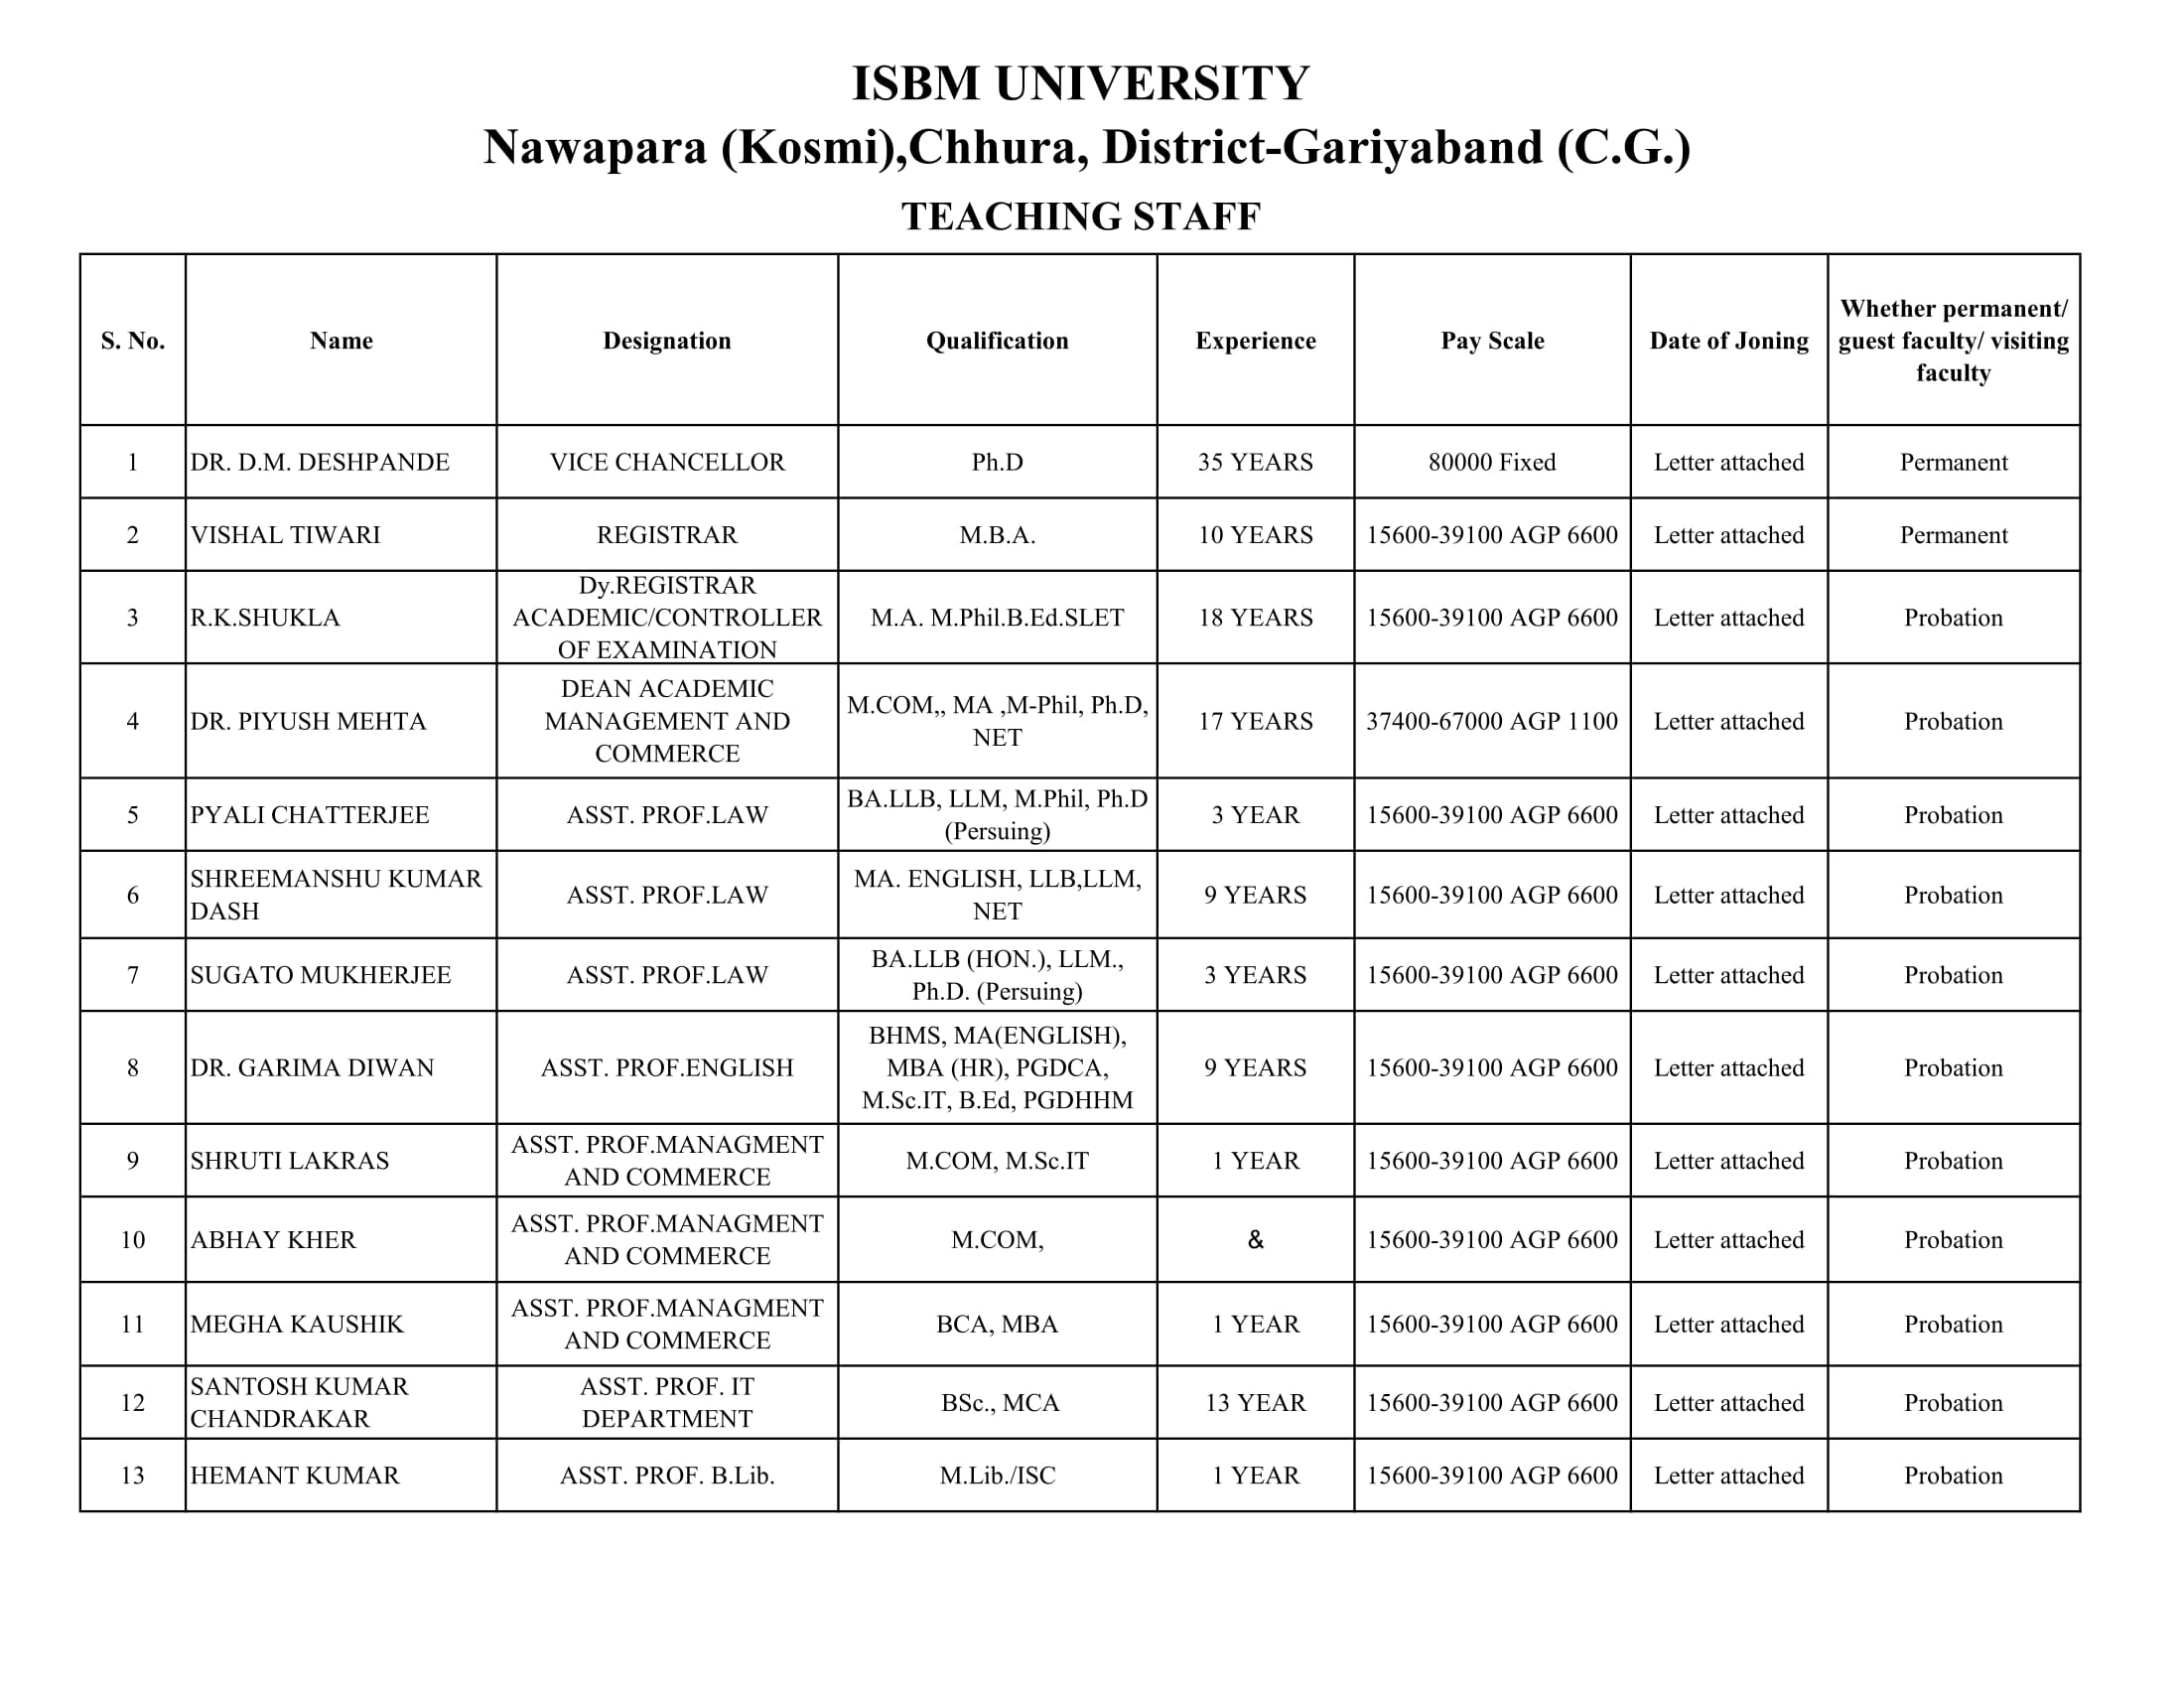 ISBM UNIVERSITY
Nawapara (Kosmi),Chhura, District-Gariyaband (C.G.)
TEACHING STAFF
S. No. Name Designation Qualification Experience Pay Scale Date of Joning Whether permanent/ guest faculty/ visiting faculty
1 DR. D.M. DESHPANDE VICE CHANCELLOR Ph.D 35 YEARS 80000 Fixed Letter attached Permanent
2 VISHAL TIWARI REGISTRAR M.B.A. 10 YEARS 15600-39100 AGP 6600 Letter attached Permanent
3 R.K.SHUKLA Dy.REGISTRAR ACADEMIC/CONTROLLER OF EXAMINATION M.A. M.Phil.B.Ed.SLET 18 YEARS 15600-39100 AGP 6600 Letter attached Probation
4 DR. PIYUSH MEHTA DEAN ACADEMIC MANAGEMENT AND COMMERCE M.COM,, MA ,M-Phil, Ph.D, NET 17 YEARS 37400-67000 AGP 1100 Letter attached Probation
5 PYALI CHATTERJEE ASST. PROF.LAW BA.LLB, LLM, M.Phil, Ph.D (Persuing) 3 YEAR 15600-39100 AGP 6600 Letter attached Probation
6 SHREEMANSHU KUMAR DASH ASST. PROF.LAW MA. ENGLISH, LLB,LLM, NET 9 YEARS 15600-39100 AGP 6600 Letter attached Probation
7 SUGATO MUKHERJEE ASST. PROF.LAW BA.LLB (HON.), LLM., Ph.D. (Persuing) 3 YEARS 15600-39100 AGP 6600 Letter attached Probation
8 DR. GARIMA DIWAN ASST. PROF.ENGLISH BHMS, MA(ENGLISH), MBA (HR), PGDCA, M.Sc.IT, B.Ed, PGDHHM 9 YEARS 15600-39100 AGP 6600 Letter attached Probation
9 SHRUTI LAKRAS ASST. PROF.MANAGMENT AND COMMERCE M.COM, M.Sc.IT 1 YEAR 15600-39100 AGP 6600 Letter attached Probation
10 ABHAY KHER ASST. PROF.MANAGMENT AND COMMERCE M.COM, & 15600-39100 AGP 6600 Letter attached Probation
11 MEGHA KAUSHIK ASST. PROF.MANAGMENT AND COMMERCE BCA, MBA 1 YEAR 15600-39100 AGP 6600 Letter attached Probation
12 SANTOSH KUMAR CHANDRAKAR ASST. PROF. IT DEPARTMENT BSc., MCA 13 YEAR 15600-39100 AGP 6600 Letter attached Probation
13 HEMANT KUMAR ASST. PROF. B.Lib. M.Lib./ISC 1 YEAR 15600-39100 AGP 6600 Letter attached Probation